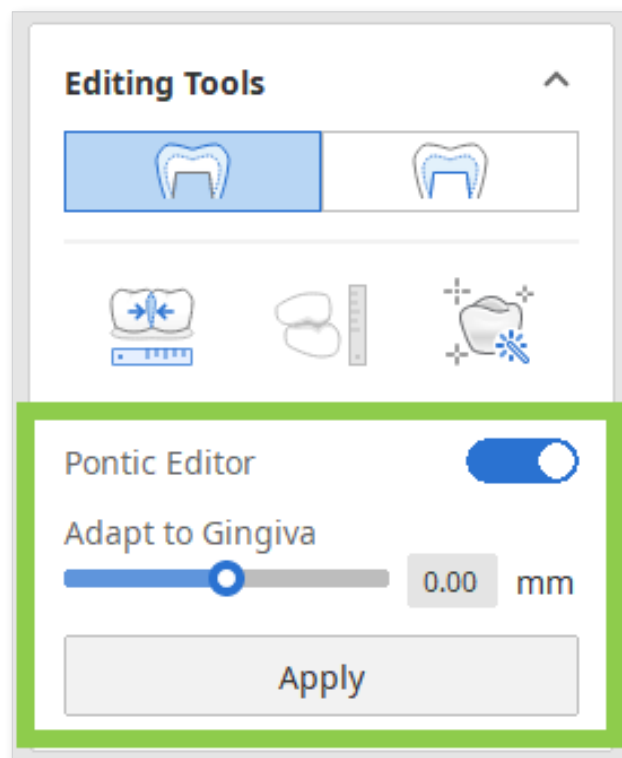 Editing Tools
Pontic Editor
Adapt to Gingiva
0.00 mm
Apply